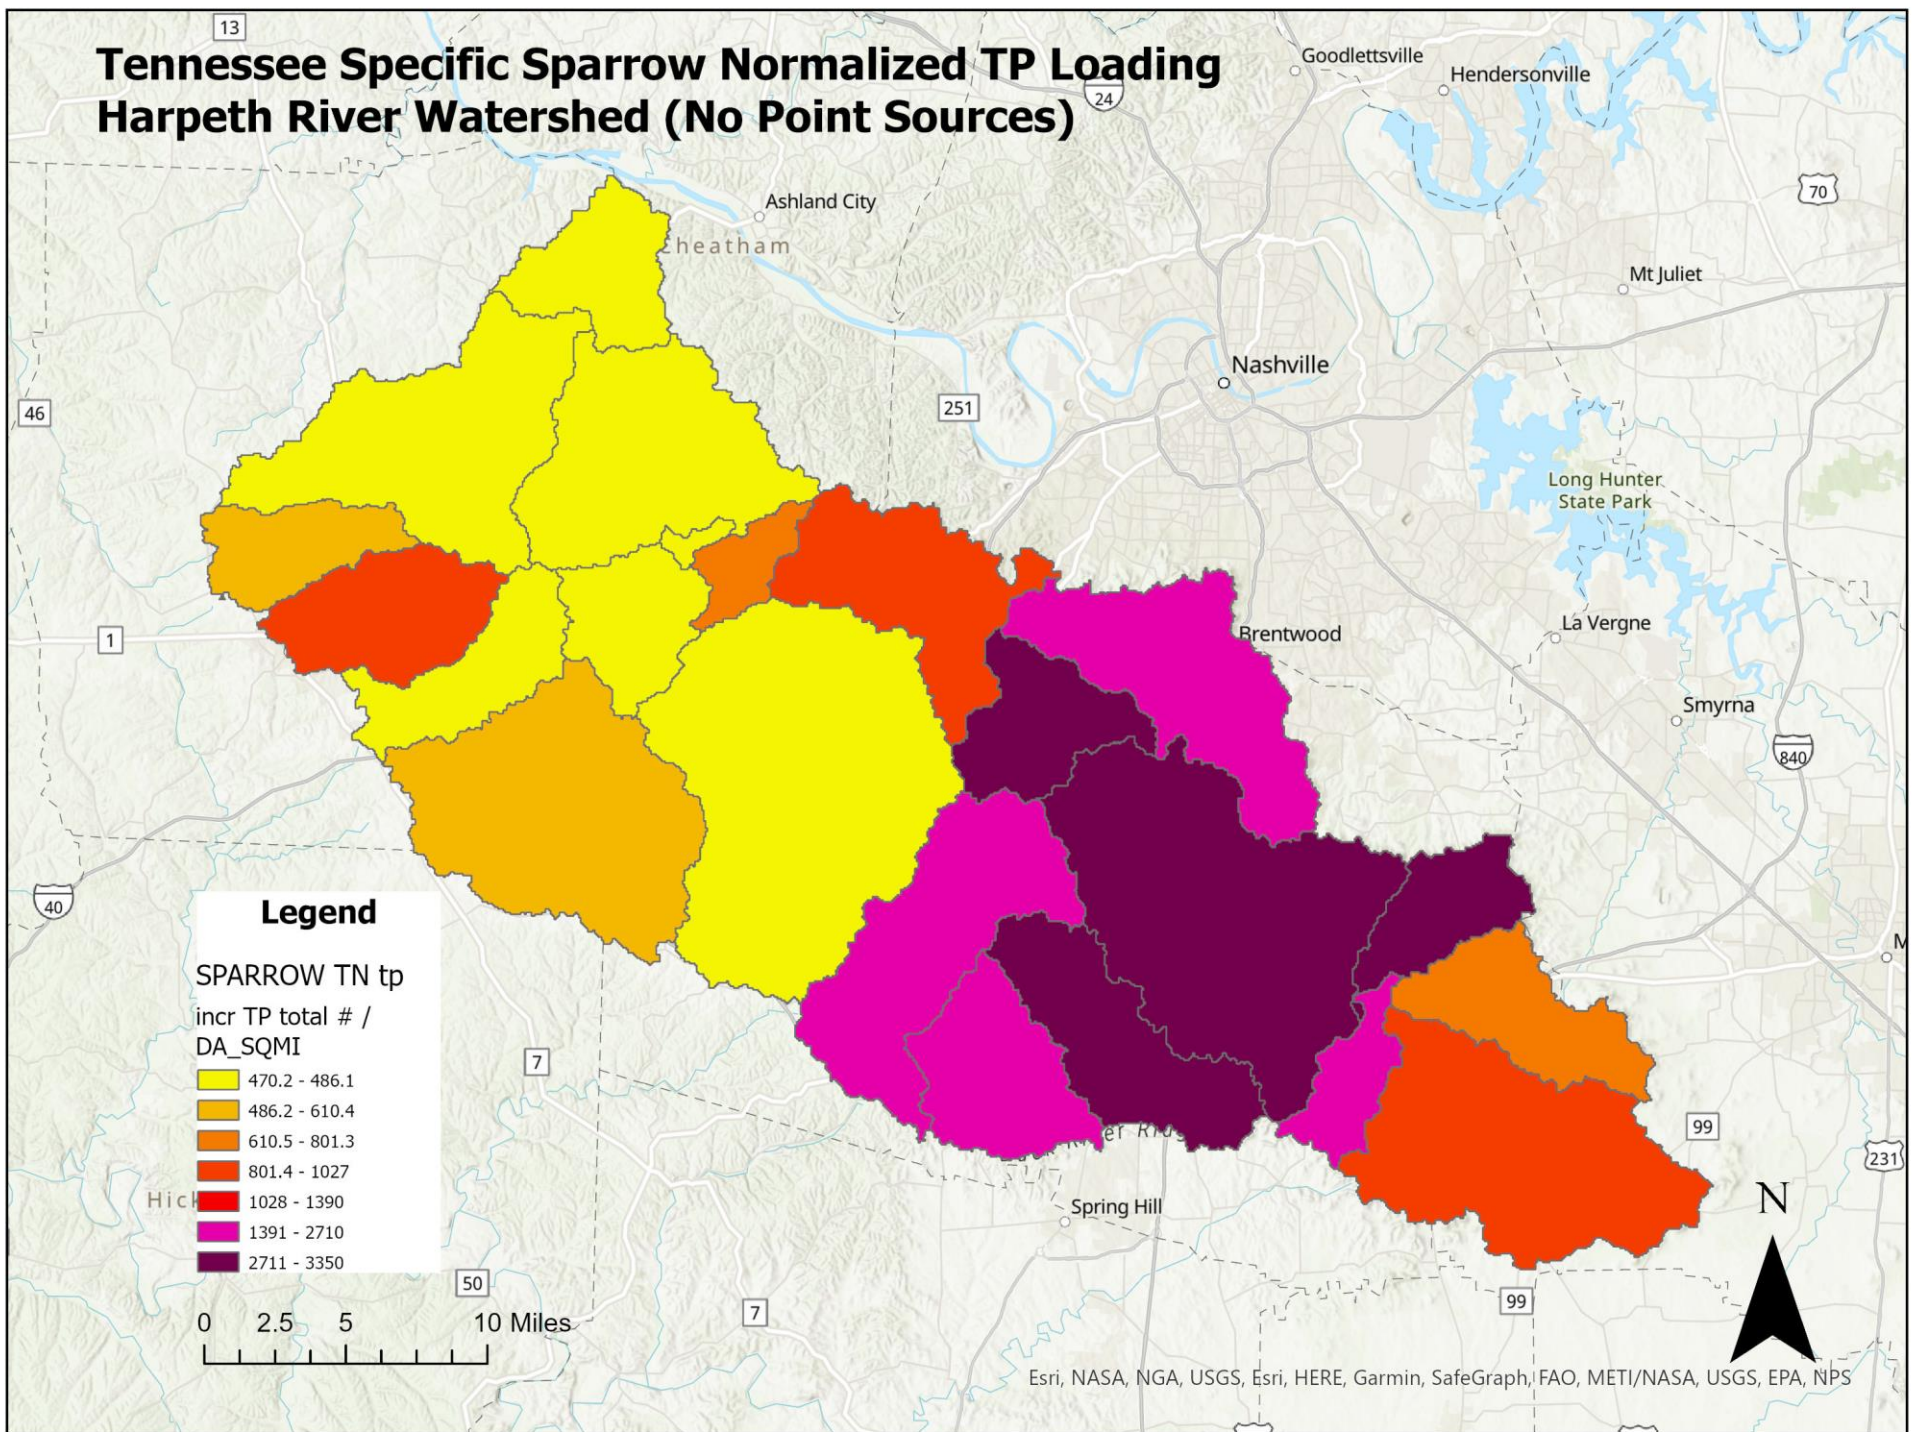 Tennessee Specific Sparrow Normalized TP Loading
Harpeth River Watershed (No Point Sources)
13
Goodlettsville
Hendersonville
24
70
Ashland City
Cheatham
Mt Juliet
Nashville
46
251
Long Hunter
State Park
1
Brentwood
La Vergne
Smyrna
840
40
Legend
SPARROW TN tp
incr TP total # /
DA_SQMI
470.2 - 486.1
486.2 - 610.4
610.5 - 801.3
801.4 - 1027
1028 - 1390
1391 - 2710
2711 - 3350
M
7
99
231
Hick
Spring Hill
N
50
7
99
0 2.5 5 10 Miles
Esri, NASA, NGA, USGS, Esri, HERE, Garmin, SafeGraph, FAO, METI/NASA, USGS, EPA, NPS